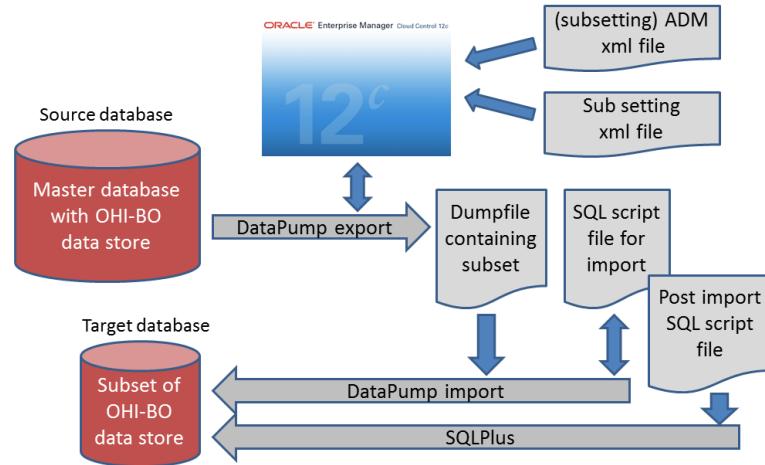 ORACLE Enterprise Manager Cloud Control 12c
12c
(subsetting) ADM
xml file
Sub setting
xml file
Source database
Master database
with OHI-BO
data store
DataPump export
Dumpfile
containing
subset
SQL script
file for
import
Post import
SQL script
file
Target database
Subset of
OHI-BO
data store
DataPump import
SQLPlus